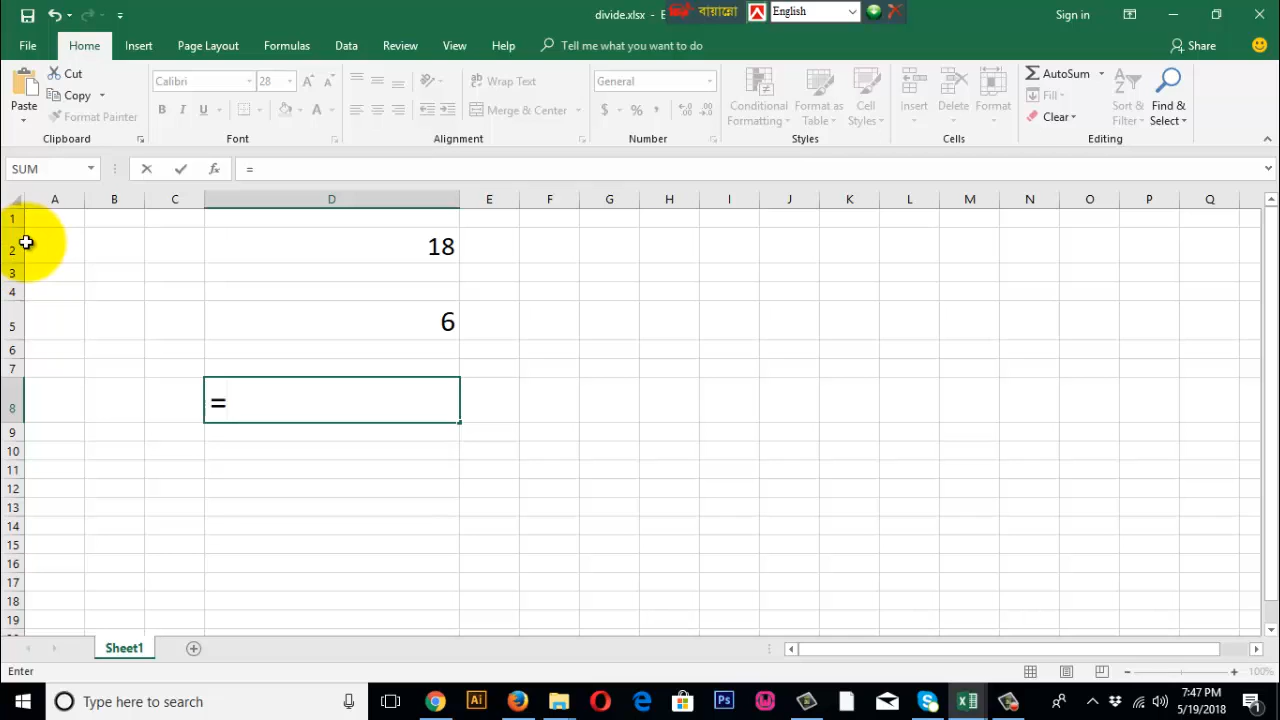 divide.xlsx - E
বায়ান্নো
English
Sign in
File
Home
Insert
Page Layout
Formulas
Data
Review
View
Help
Tell me what you want to do
Share
Paste
Cut
Copy
Format Painter
Clipboard
Calibri
28
B I U
Font
Wrap Text
Merge & Center
Alignment
General
$ % ,
Number
Conditional Formatting
Format as Table
Cell Styles
Styles
Insert
Delete
Format
Cells
AutoSum
Fill
Clear
Sort & Filter
Find & Select
Editing
SUM
fx
=
A B C D E F G H I J K L M N O P Q
1
2 18
3
4
5 6
6
7
8 =
9
10
11
12
13
14
15
16
17
18
19
Sheet1
Enter
100%
Type here to search
7:47 PM
5/19/2018